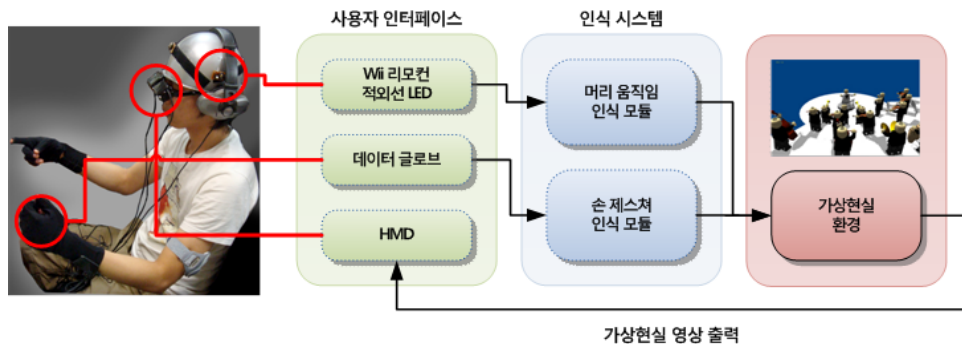 사용자 인터페이스
인식 시스템
Wii 리모컨
적외선 LED
머리 움직임
인식 모듈
데이터 글로브
손 제스쳐
인식 모듈
가상현실
환경
HMD
가상현실 영상 출력